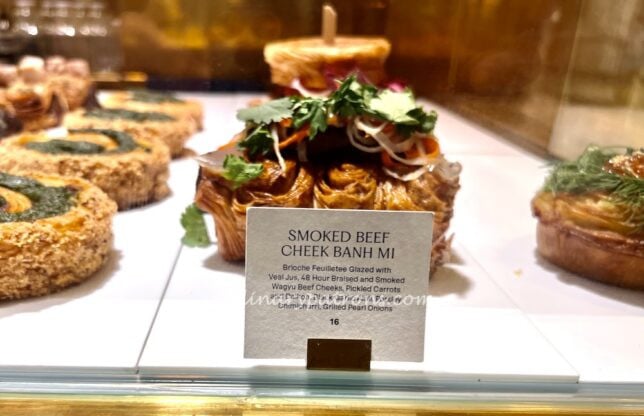 SMOKED BEEF
CHEEK BANH MI
Brioche Feuilletee Glazed with
Veal Jus, 48 Hour Braised and Smoked
Wagyu Beef Cheeks, Pickled Carrots
Chimichurri, Grilled Pearl Onions
16